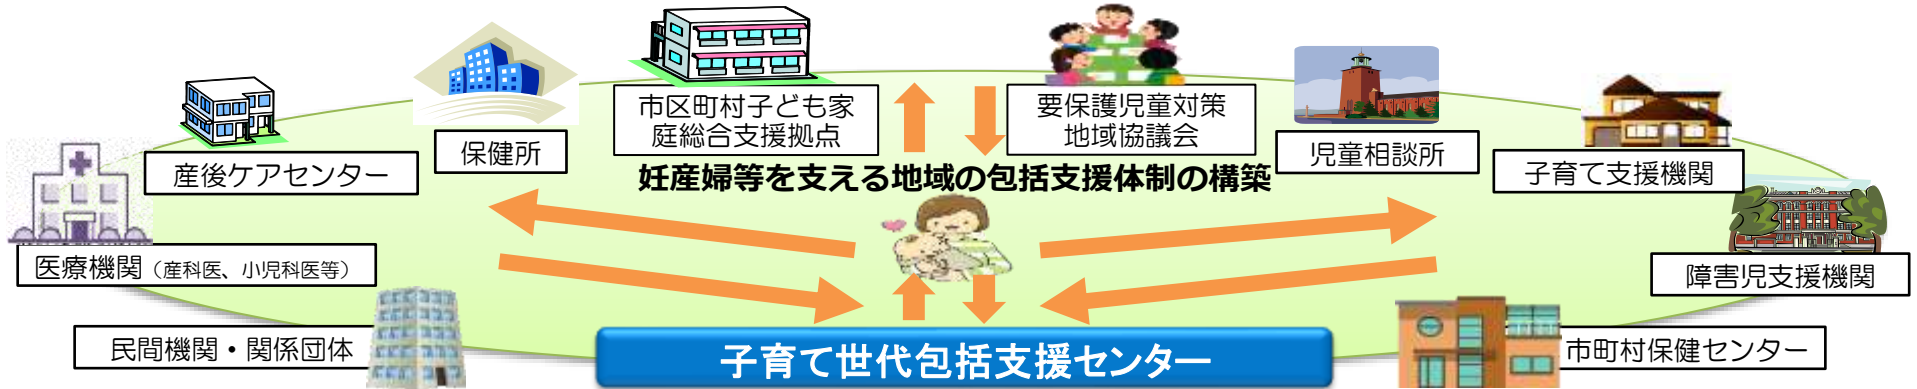 市区町村子ども家
庭総合支援拠点
要保護児童対策
地域協議会
保健所
児童相談所
産後ケアセンター
子育て支援機関
妊産婦等を支える地域の包括支援体制の構築
医療機関（産科医、小児科医等）
障害児支援機関
民間機関・関係団体
子育て世代包括支援センター
市町村保健センター